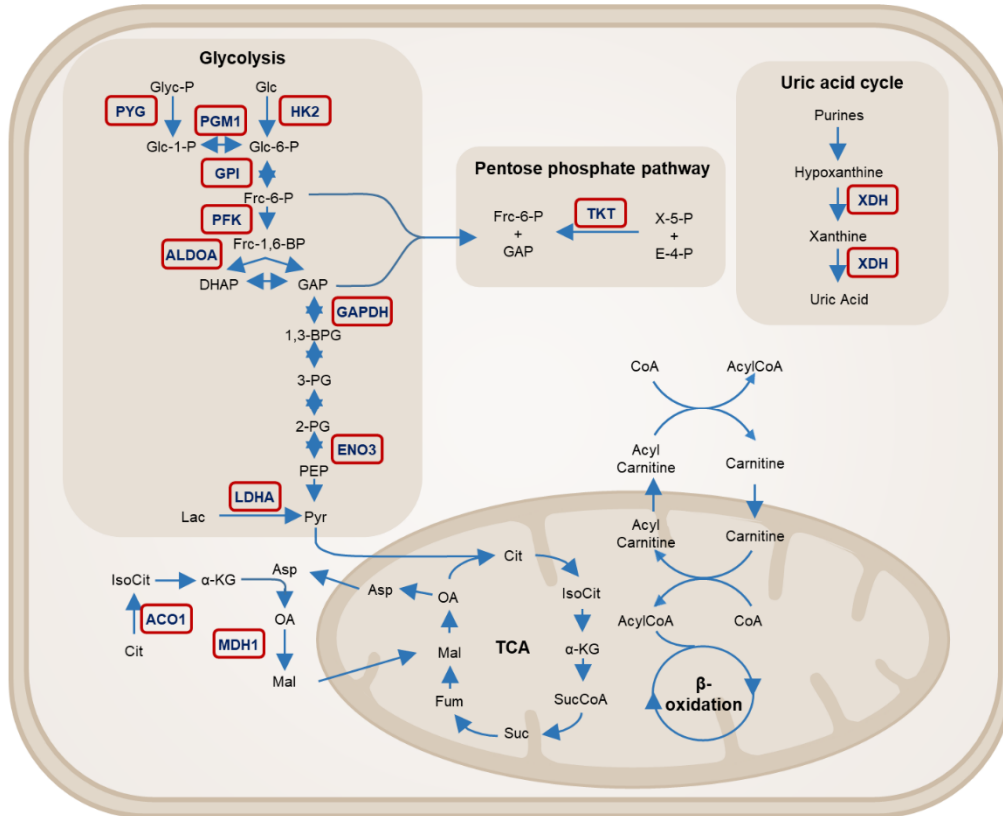 Glycolysis
Glyc-P
Glc
PYG
PGM1
HK2
Glc-1-P
Glc-6-P
GPI
Frc-6-P
PFK
Frc-1,6-BP
ALDOA
DHAP
GAP
GAPDH
1,3-BPG
3-PG
2-PG
ENO3
PEP
LDHA
Lac
Pyr
Pentose phosphate pathway
Frc-6-P
+
GAP
TKT
X-5-P
+
E-4-P
Uric acid cycle
Purines
Hypoxanthine
XDH
Xanthine
XDH
Uric Acid
CoA
AcylCoA
Acyl
Carnitine
Carnitine
Acyl
Carnitine
Carnitine
AcylCoA
CoA
β-
oxidation
IsoCit
α-KG
Asp
ACO1
OA
Cit
MDH1
Mal
Asp
OA
Cit
IsoCit
Mal
TCA
α-KG
Fum
SucCoA
Suc